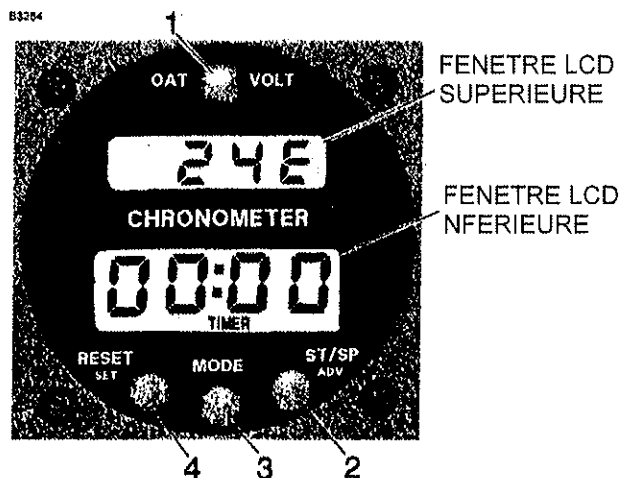 B3254
1
OAT VOLT
FENETRE LCD
SUPERIEURE
24E
CHRONOMETER
FENETRE LCD
NFERIEURE
00:00
TIMER
RESET
SET
MODE
ST/SP
ADV
4 3 2